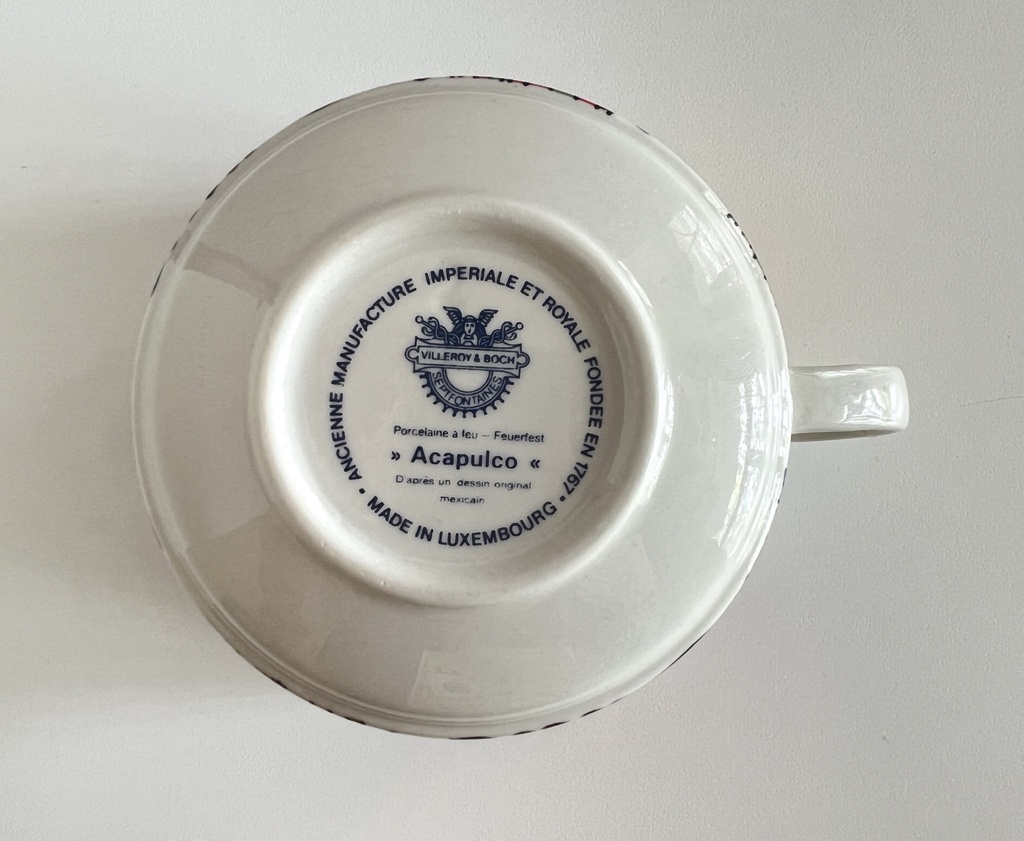 ANCIENNE MANUFACTURE IMPERIALE ET ROYALE FONDEE EN 1767 •
VILLEROY & BOCH
SEPTFONTAINES
Porcelaine à feu – Feuerfest
» Acapulco «
D'après un dessin original
mexicain
• MADE IN LUXEMBOURG